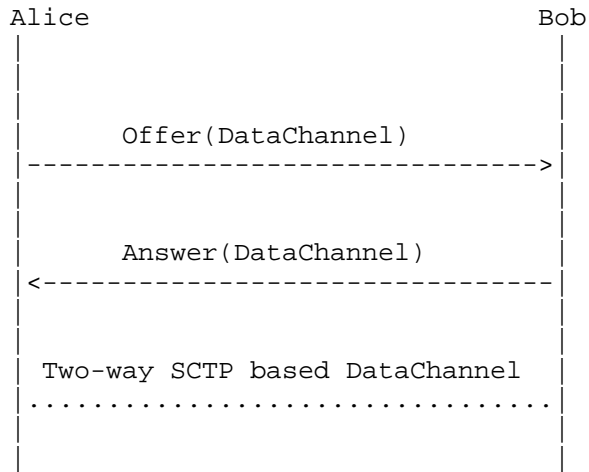 Alice Bob
Offer(DataChannel)
Answer(DataChannel)
Two-way SCTP based DataChannel